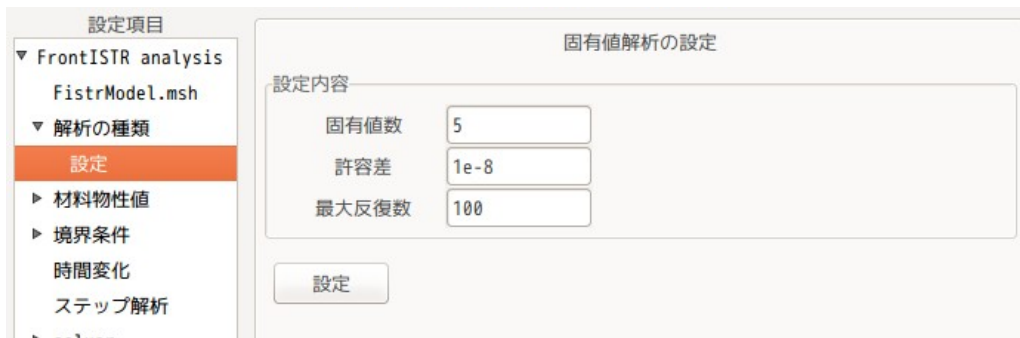 設定項目
▼ FrontISTR analysis
FistrModel.msh
▼ 解析の種類
設定
▶ 材料物性値
▶ 境界条件
時間変化
ステップ解析
固有値解析の設定
設定内容
固有値数 5
許容差 1e-8
最大反復数 100
設定